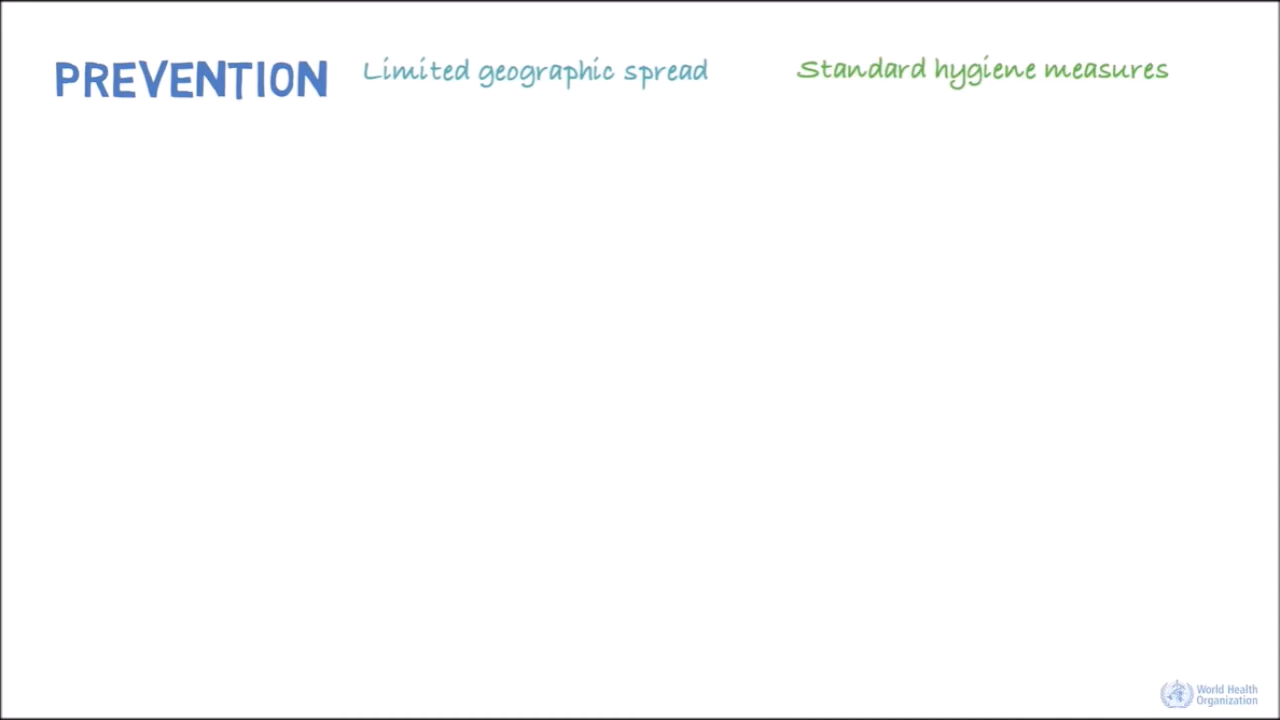 PREVENTION Limited geographic spread Standard hygiene measures
World Health
Organization